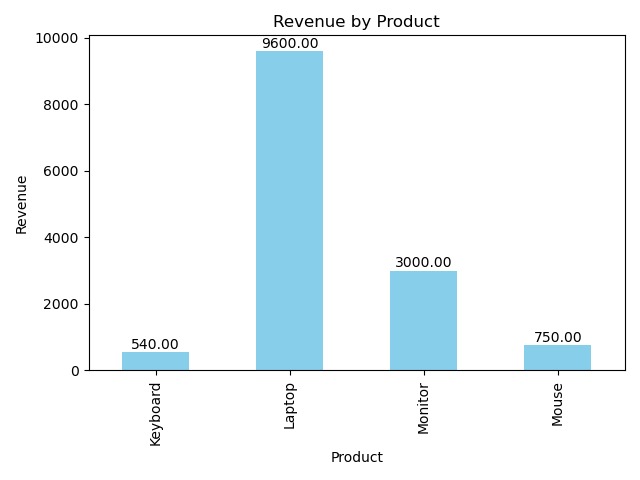 Revenue by Product
10000
9600.00
8000
6000
Revenue
4000
3000.00
2000
750.00
540.00
0
Keyboard
Laptop
Monitor
Mouse
Product